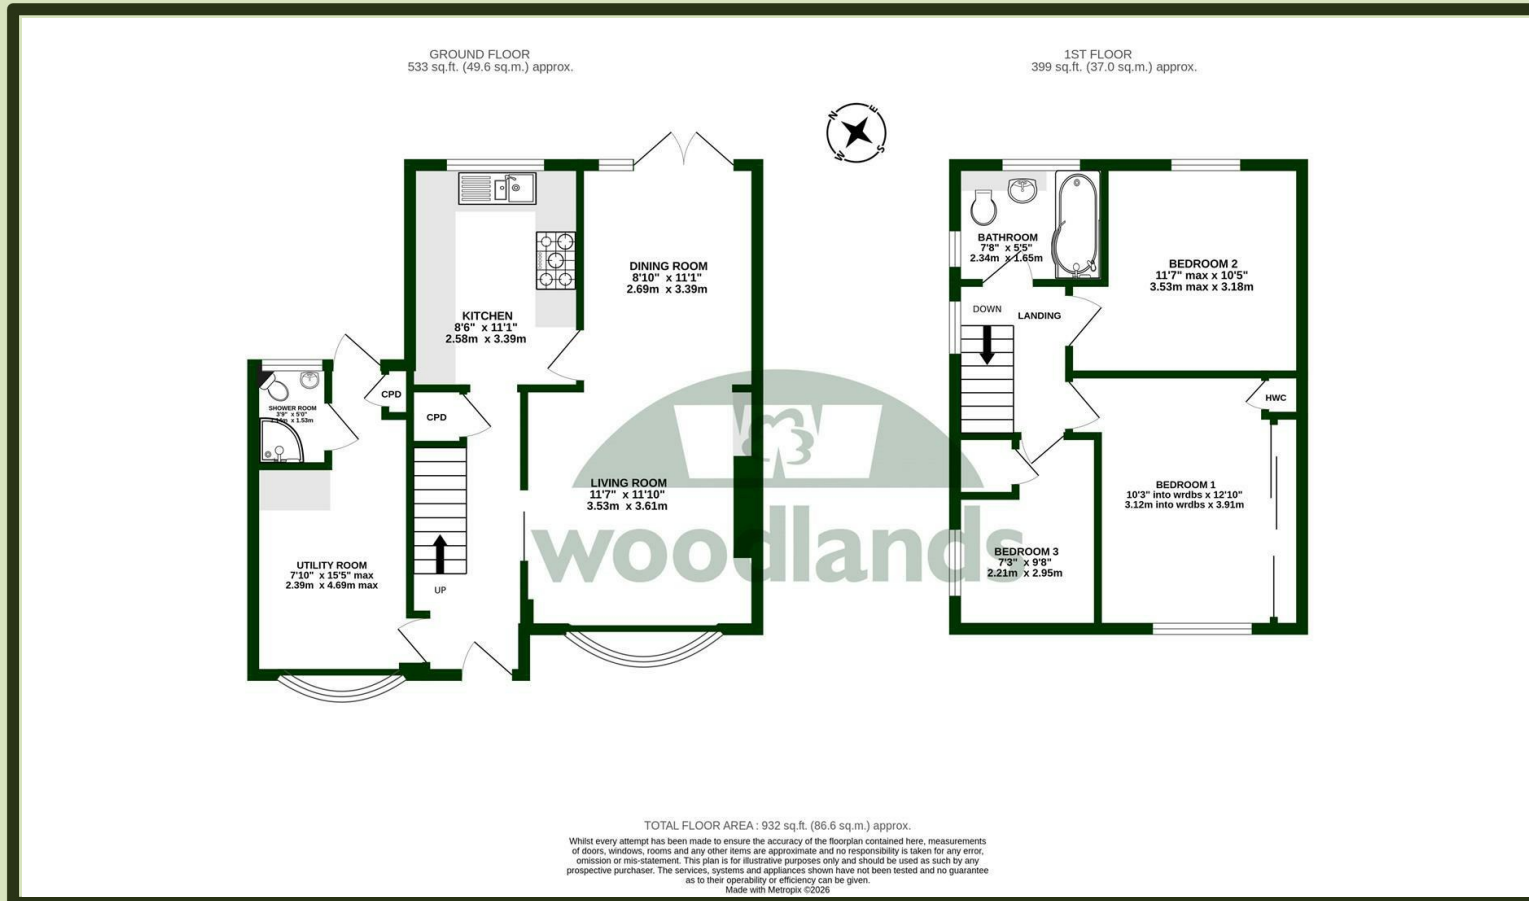 GROUND FLOOR
533 sq.ft. (49.6 sq.m.) approx.
1ST FLOOR
399 sq.ft. (37.0 sq.m.) approx.
N
E
S
W
KITCHEN
8'6" x 11'1"
2.58m x 3.39m
DINING ROOM
8'10" x 11'1"
2.69m x 3.39m
CPD
CPD
SHOWER ROOM
3'9" x 5'0"
x 1.53m
LIVING ROOM
11'7" x 11'10"
3.53m x 3.61m
UTILITY ROOM
7'10" x 15'5" max
2.39m x 4.69m max
UP
BATHROOM
7'8" x 5'5"
2.34m x 1.65m
BEDROOM 2
11'7" max x 10'5"
3.53m max x 3.18m
DOWN
LANDING
HWC
BEDROOM 1
10'3" into wrdbs x 12'10"
3.12m into wrdbs x 3.91m
BEDROOM 3
7'3" x 9'8"
2.21m x 2.95m
woodlands
TOTAL FLOOR AREA : 932 sq.ft. (86.6 sq.m.) approx.
Whilst every attempt has been made to ensure the accuracy of the floorplan contained here, measurements
of doors, windows, rooms and any other items are approximate and no responsibility is taken for any error,
omission or mis-statement. This plan is for illustrative purposes only and should be used as such by any
prospective purchaser. The services, systems and appliances shown have not been tested and no guarantee
as to their operability or efficiency can be given.
Made with Metropix ©2026